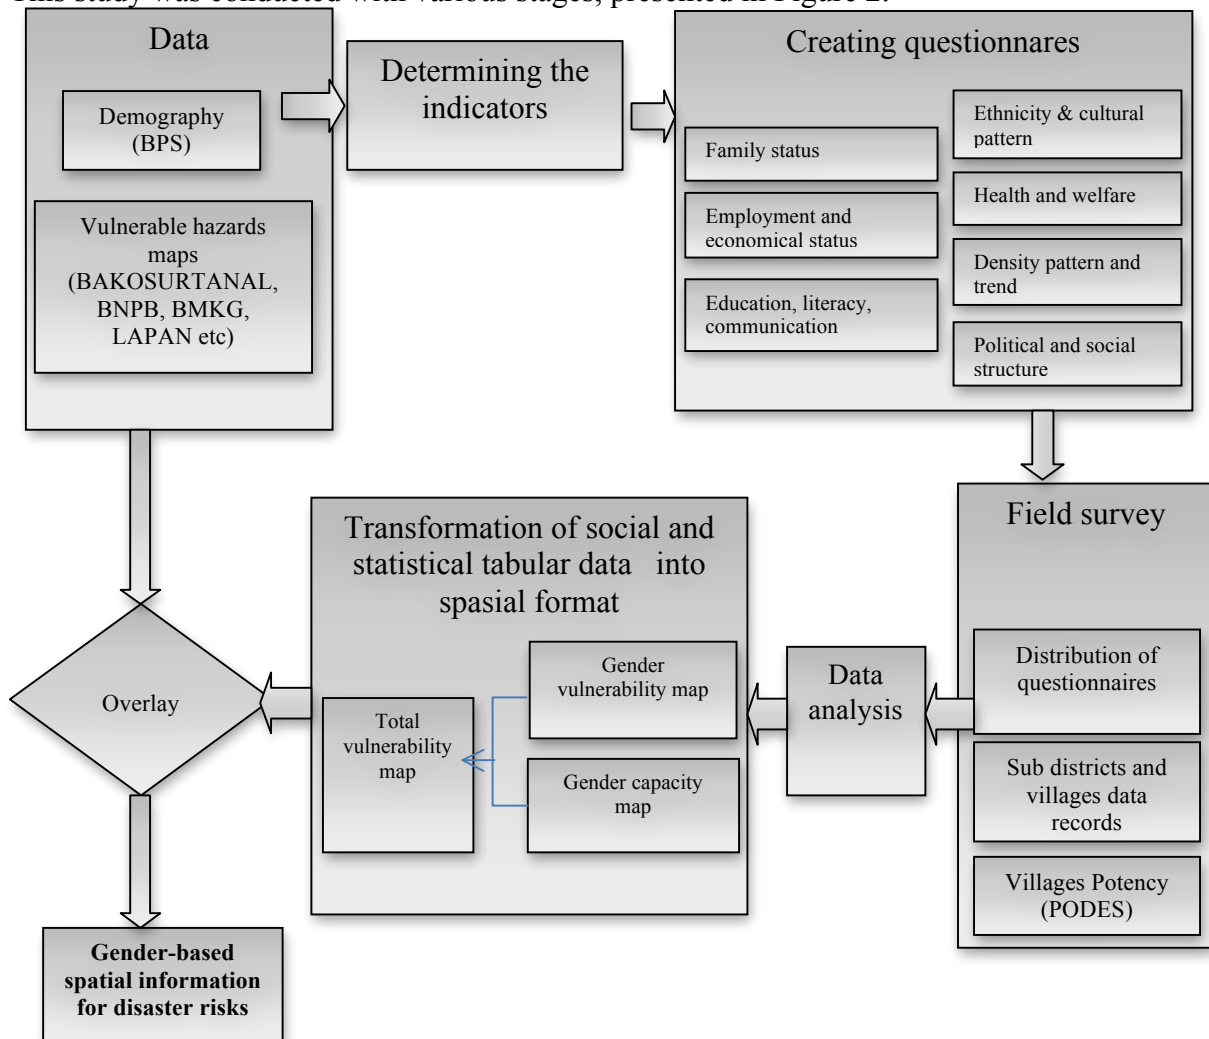 This study was conducted with various stages, presented in Figure 2.
Data
Demography
(BPS)
Vulnerable hazards
maps
(BAKOSURTANAL,
BNPB, BMKG,
LAPAN etc)
Determining the
indicators
Creating questionnares
Family status
Employment and
economical status
Education, literacy,
communication
Ethnicity & cultural
pattern
Health and welfare
Density pattern and
trend
Political and social
structure
Field survey
Distribution of
questionnaires
Sub districts and
villages data
records
Villages Potency
(PODES)
Data
analysis
Transformation of social and
statistical tabular data into
spasial format
Gender
vulnerability map
Gender capacity
map
Total
vulnerability
map
Overlay
Gender-based
spatial information
for disaster risks